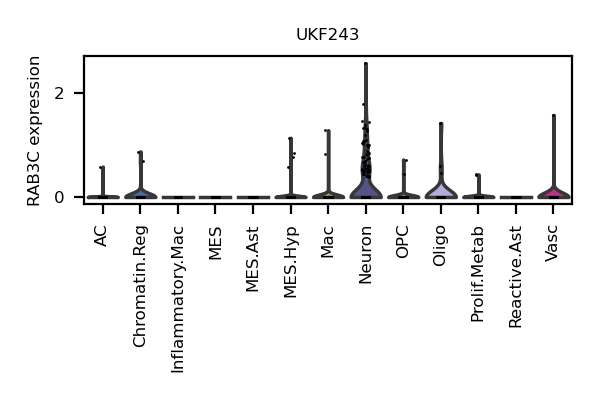 UKF243
RAB3C expression
2
0
AC
Chromatin.Reg
Inflammatory.Mac
MES
MES.Ast
MES.Hyp
Mac
Neuron
OPC
Oligo
Prolif.Metab
Reactive.Ast
Vasc